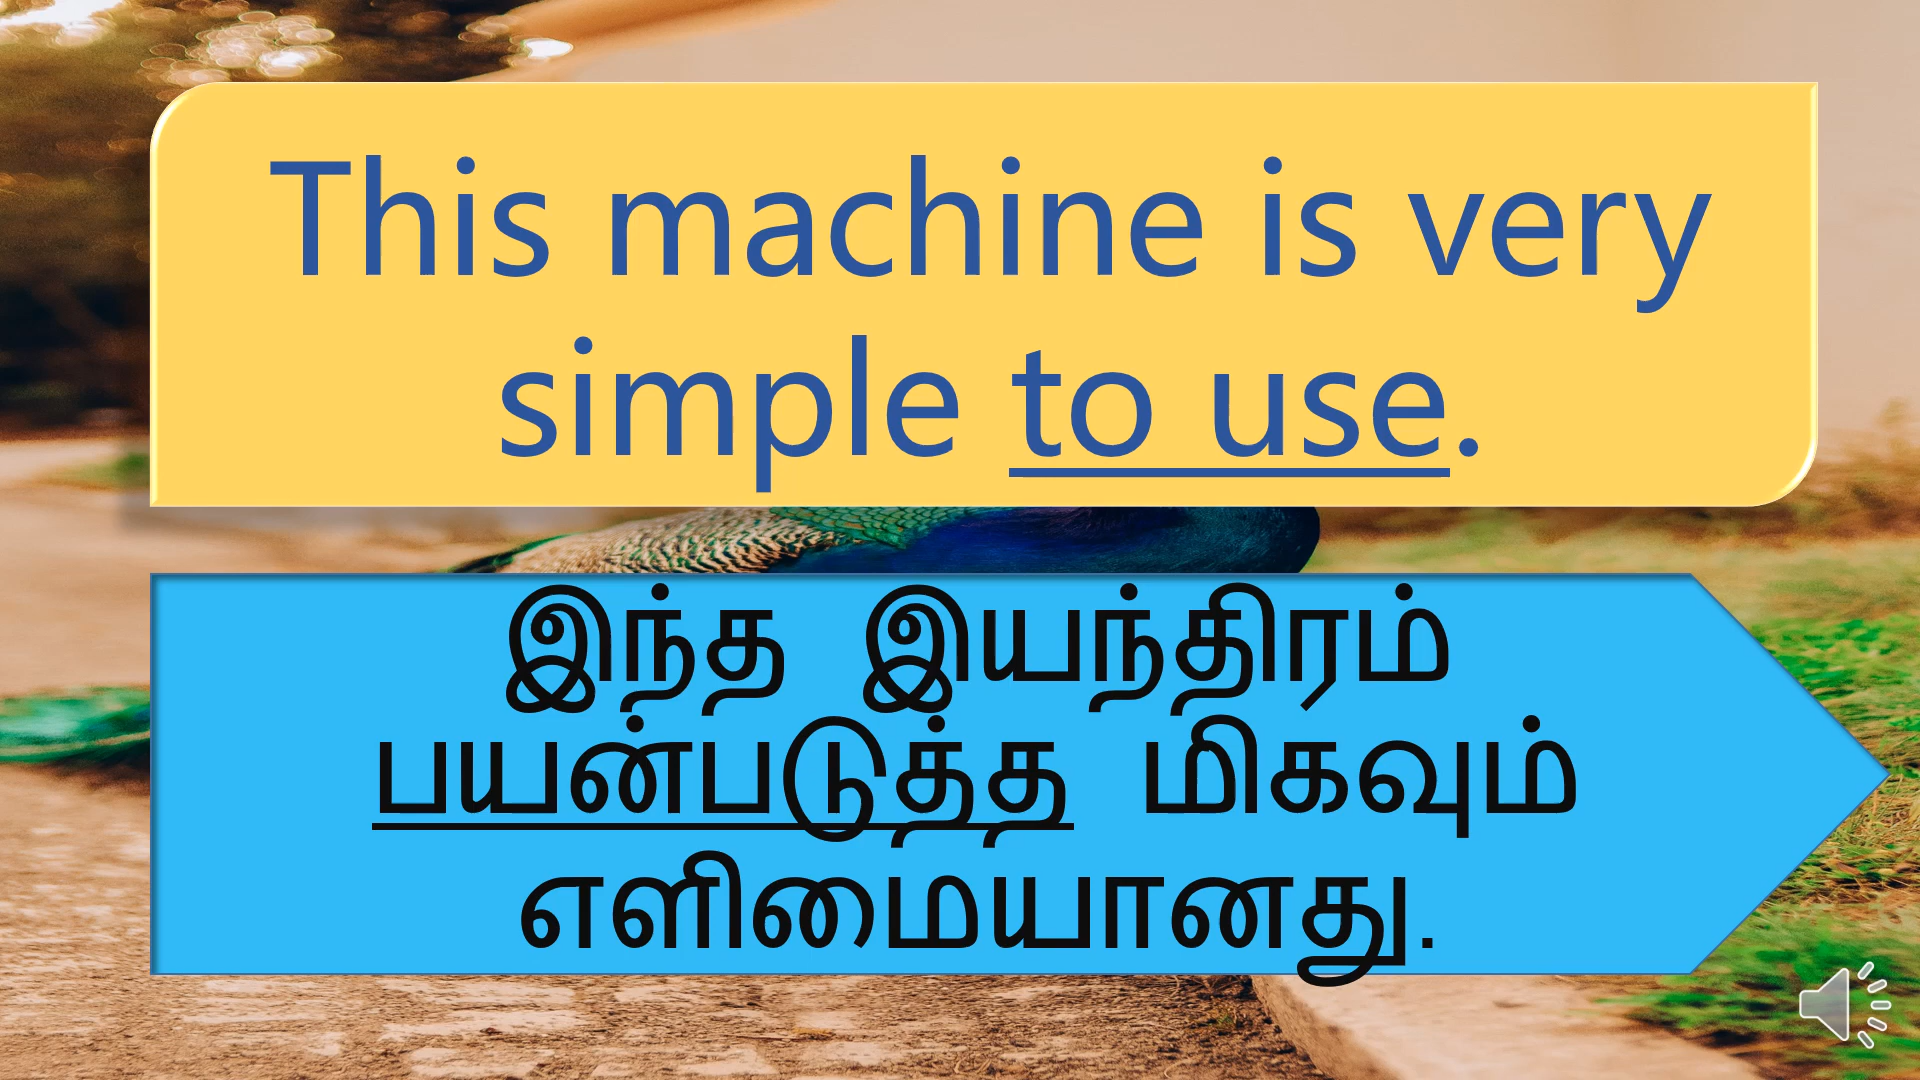 This machine is very
simple to use.
இந்த இயந்திரம்
பயன்படுத்த மிகவும்
எளிமையானது.